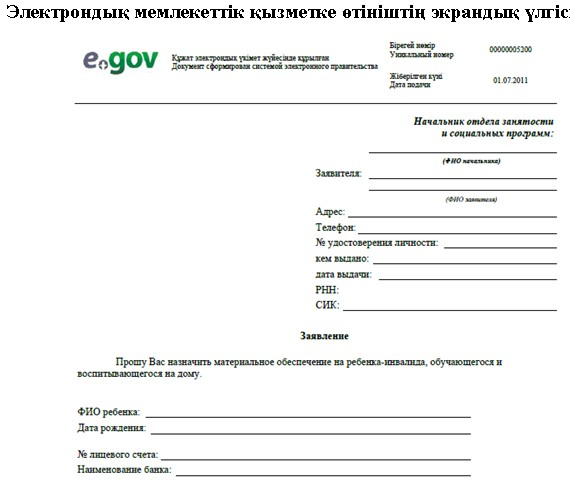 Электрондық мемлекеттік қызметке өтініштің экрандық үлгісі
e.gov
Құжат электрондық үкімет жүйесінде құрылған
Документ сформирован системой электронного правительства
Бірегей нөмір
Уникальный номер
00000005200
Жіберілген күні
Дата подачи
01.07.2011
Начальник отдела занятости
и социальных программ:
(ФИО начальника)
Заявителя:
(ФИО заявителя)
Адрес:
Телефон:
№ удостоверения личности:
кем выдано:
дата выдачи:
РНН:
СИК:
Заявление
Прошу Вас назначить материальное обеспечение на ребенка-инвалида, обучающегося и
воспитывающегося на дому.
ФИО ребенка:
Дата рождения:
№ лицевого счета:
Наименование банка: